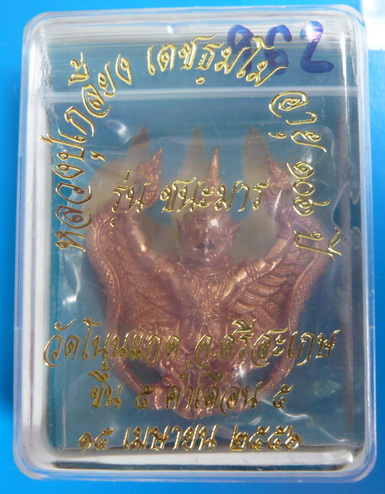 962
หลวงปู่เกลี้ยง เตชธมฺโม อายุ ๑๐๖ ปี
รุ่น ชนะมาร
วัดโนนแกด จ.ศรีสะเกษ
ขึ้น ๕ ค่ำเดือน ๕
๑๕ เมษายน ๒๕๕๖